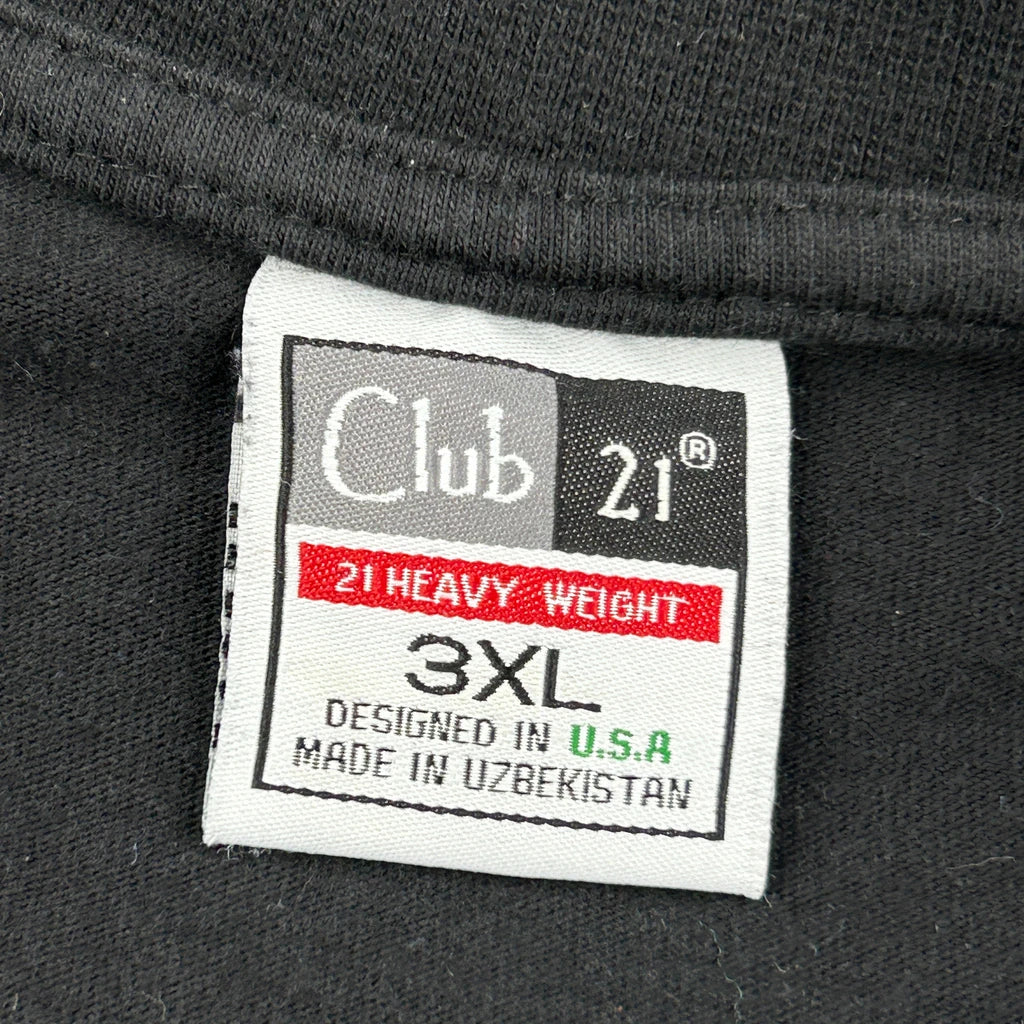 Club 21®
21 HEAVY WEIGHT
3XL
DESIGNED IN U.S.A
MADE IN UZBEKISTAN